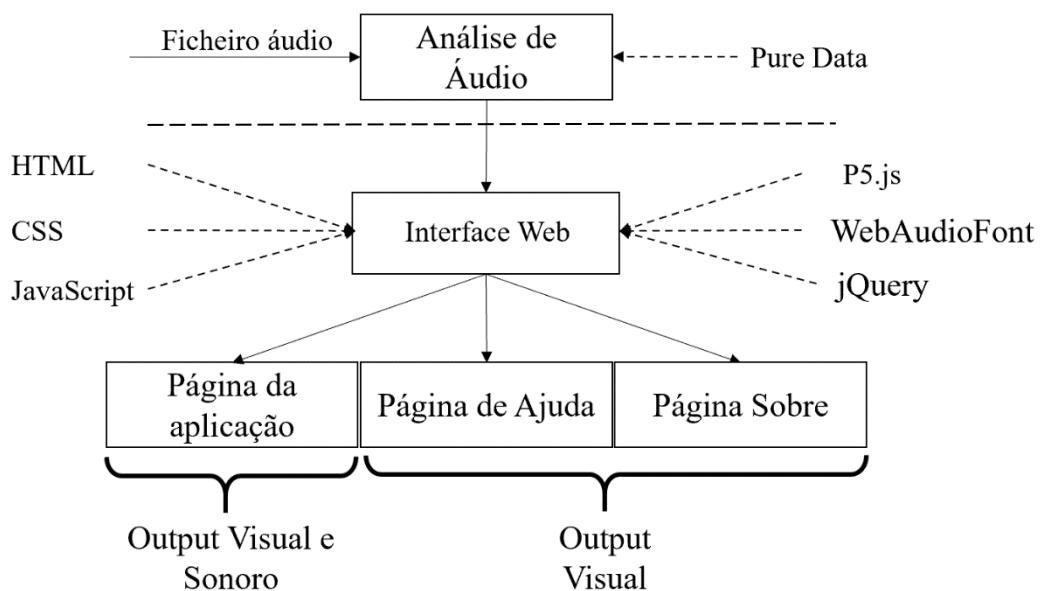 Ficheiro áudio
Análise de
Áudio
Pure Data
HTML
CSS
JavaScript
Interface Web
P5.js
WebAudioFont
jQuery
Página da
aplicação
Página de Ajuda
Página Sobre
Output Visual e
Sonoro
Output
Visual